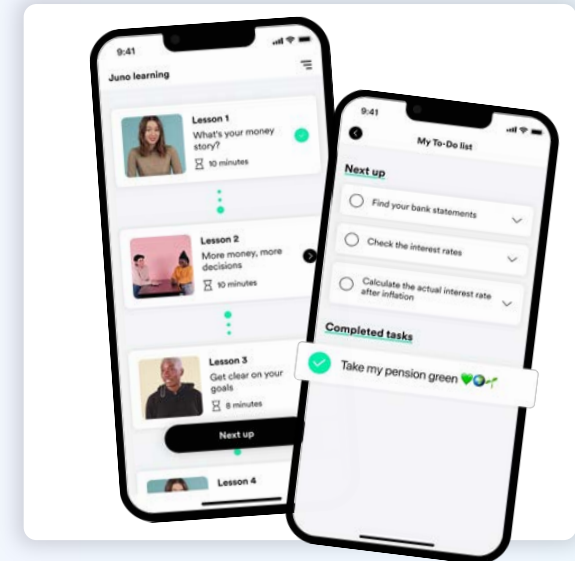 9:41
Juno learning
Lesson 1
What's your money
story?
10 minutes
Lesson 2
More money, more
decisions
10 minutes
Lesson 3
Get clear on your
goals
8 minutes
Next up
Lesson 4
9:41
My To-Do list
Next up
Find your bank statements
Check the interest rates
Calculate the actual interest rate
after inflation
Completed tasks
Take my pension green 💚🌍🌱